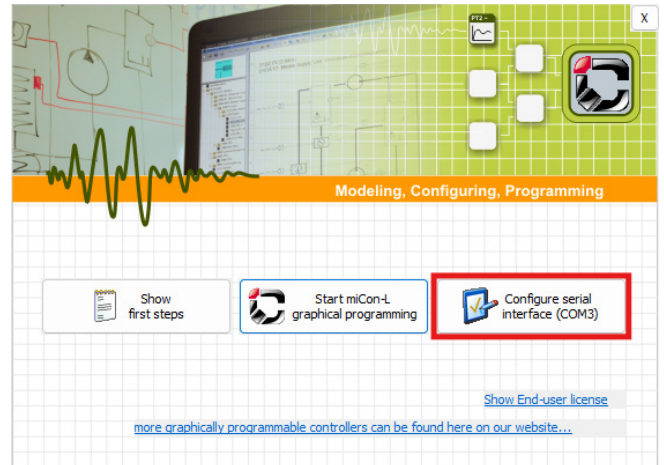 PT2 ~
X
Modeling, Configuring, Programming
Show
first steps
Start miCon-L
graphical programming
Configure serial
interface (COM3)
Show End-user license
more graphically programmable controllers can be found here on our website...